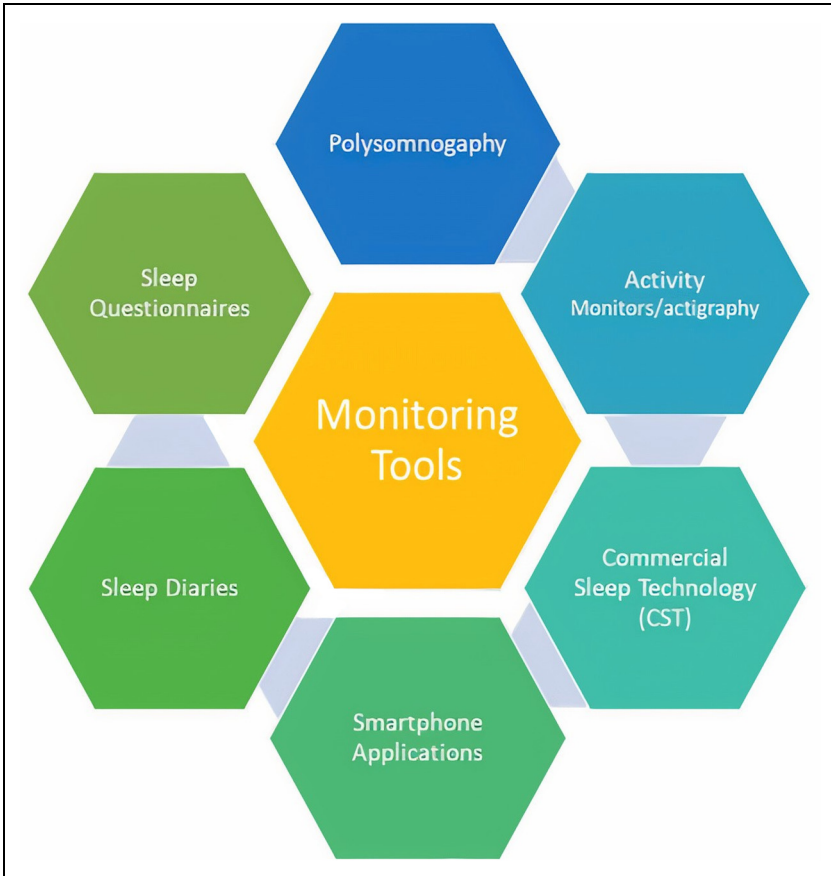 Polysomnogaphy
Sleep
Questionnaires
Activity
Monitors/actigraphy
Monitoring
Tools
Sleep Diaries
Commercial
Sleep Technology
(CST)
Smartphone
Applications